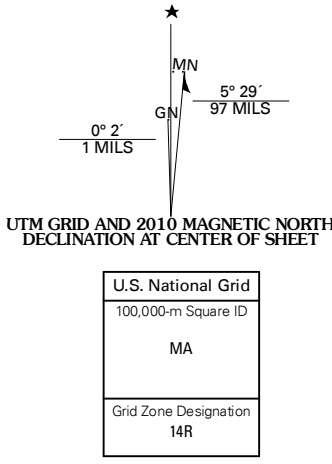 ★
MN
5° 29´
97 MILS
GN
0° 2´
1 MILS
UTM GRID AND 2010 MAGNETIC NORTH
DECLINATION AT CENTER OF SHEET
U.S. National Grid
100,000-m Square ID
MA
Grid Zone Designation
14R